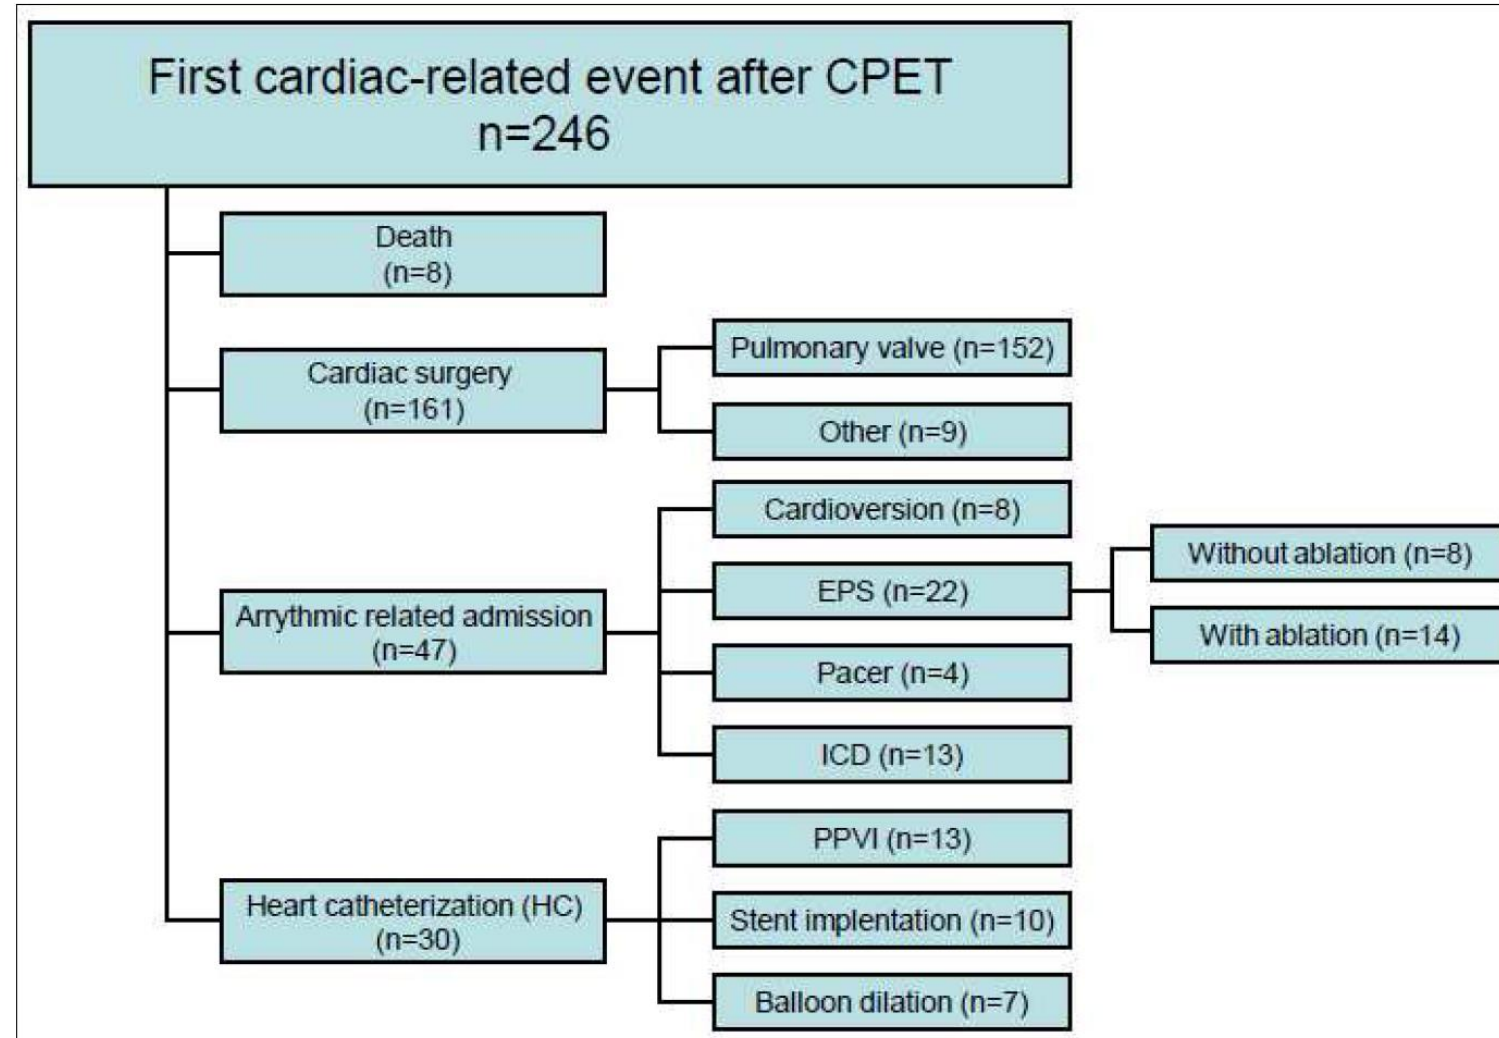 First cardiac-related event after CPET
n=246
Death
(n=8)
Cardiac surgery
(n=161)
Pulmonary valve (n=152)
Other (n=9)
Arrythmic related admission
(n=47)
Cardioversion (n=8)
EPS (n=22)
Without ablation (n=8)
With ablation (n=14)
Pacer (n=4)
ICD (n=13)
Heart catheterization (HC)
(n=30)
PPVI (n=13)
Stent implentation (n=10)
Balloon dilation (n=7)